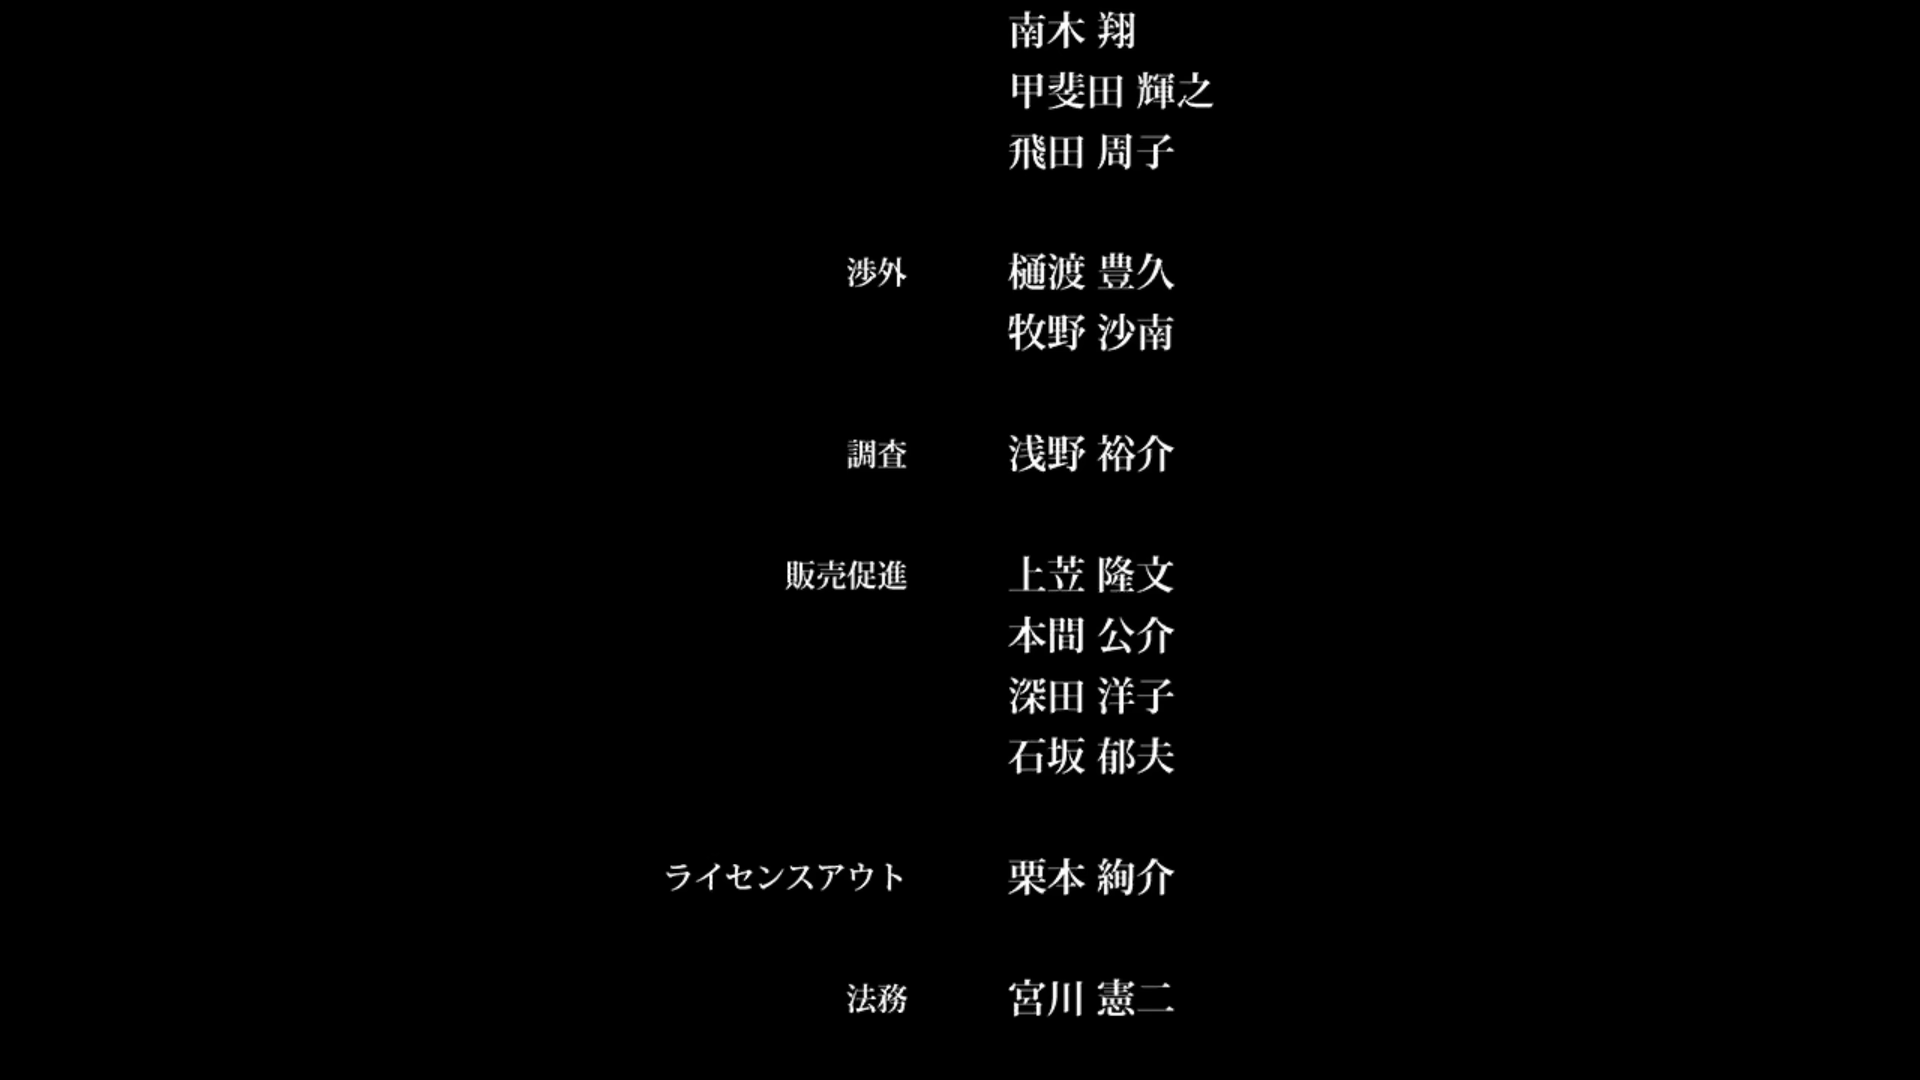 南木 翔
甲斐田 輝之
飛田 周子
渉外 樋渡 豊久
牧野 沙南
調査 浅野 裕介
販売促進 上苙 隆文
本間 公介
深田 洋子
石坂 郁夫
ライセンスアウト 栗本 絢介
法務 宮川 憲二